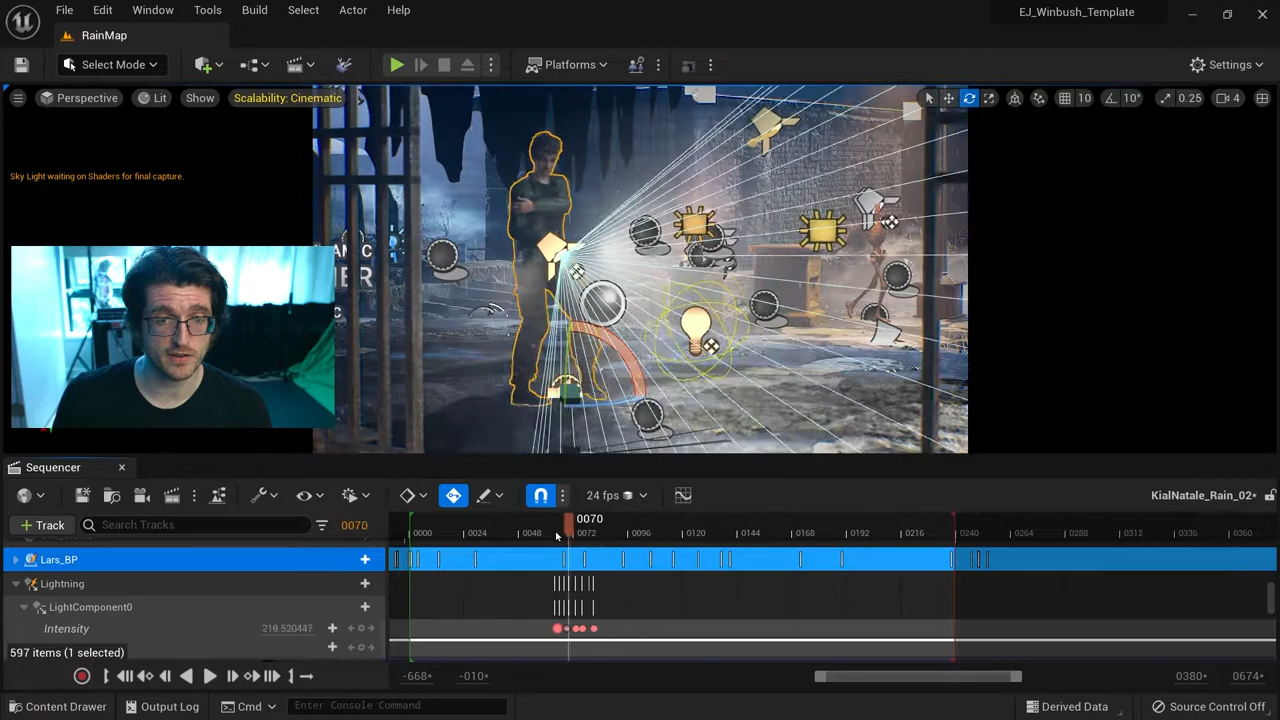 File Edit Window Tools Build Select Actor Help
EJ_Winbush_Template
RainMap
Select Mode
Platforms
Settings
Perspective Lit Show Scalability: Cinematic
10 10° 0.25 4
Sky Light waiting on Shaders for final capture.
Sequencer
24 fps
KialNatale_Rain_02*
Track
Search Tracks
0070
0070
0000 0024 0048 0072 0096 0120 0144 0168 0192 0216 0240 0264 0288 0312 0336 0360
Lars_BP
Lightning
LightComponent0
Intensity 219.520447
597 items (1 selected)
-668* -010* 0380* 0674*
Content Drawer Output Log Cmd Enter Console Command Derived Data Source Control Off